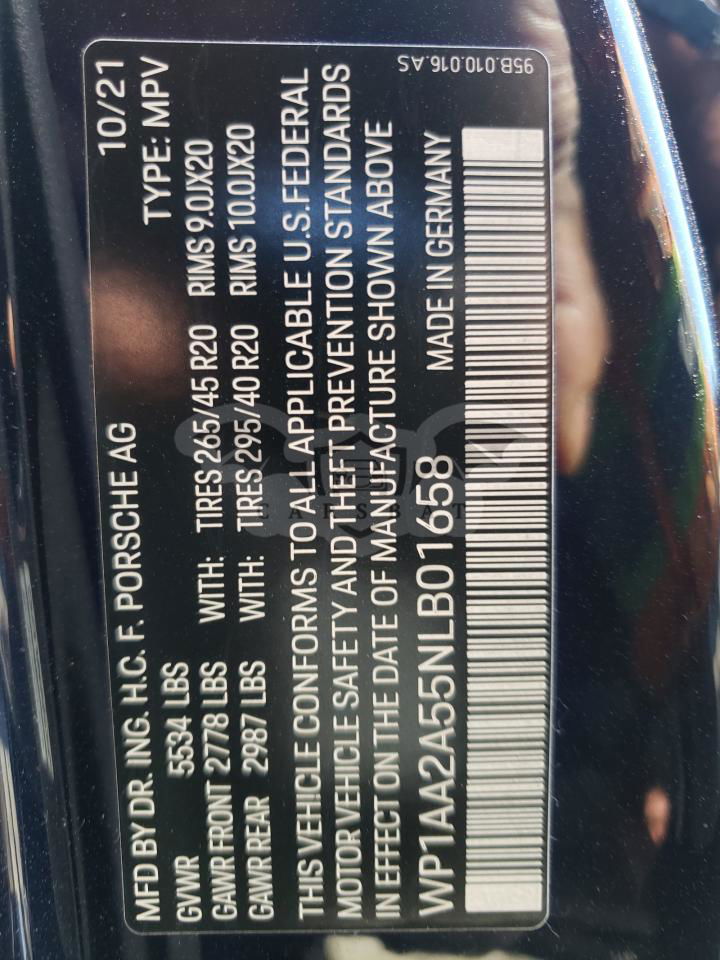 MFD BY DR. ING. H.C. F. PORSCHE AG 10/21
GVWR 5534 LBS TYPE: MPV
GAWR FRONT 2778 LBS WITH: TIRES 265/45 R20 RIMS 9.0JX20
GAWR REAR 2987 LBS WITH: TIRES 295/40 R20 RIMS 10.0JX20
THIS VEHICLE CONFORMS TO ALL APPLICABLE U.S.FEDERAL
MOTOR VEHICLE SAFETY AND THEFT PREVENTION STANDARDS
IN EFFECT ON THE DATE OF MANUFACTURE SHOWN ABOVE
WP1AA2A55NLB01658 MADE IN GERMANY
95B.010.016.AS